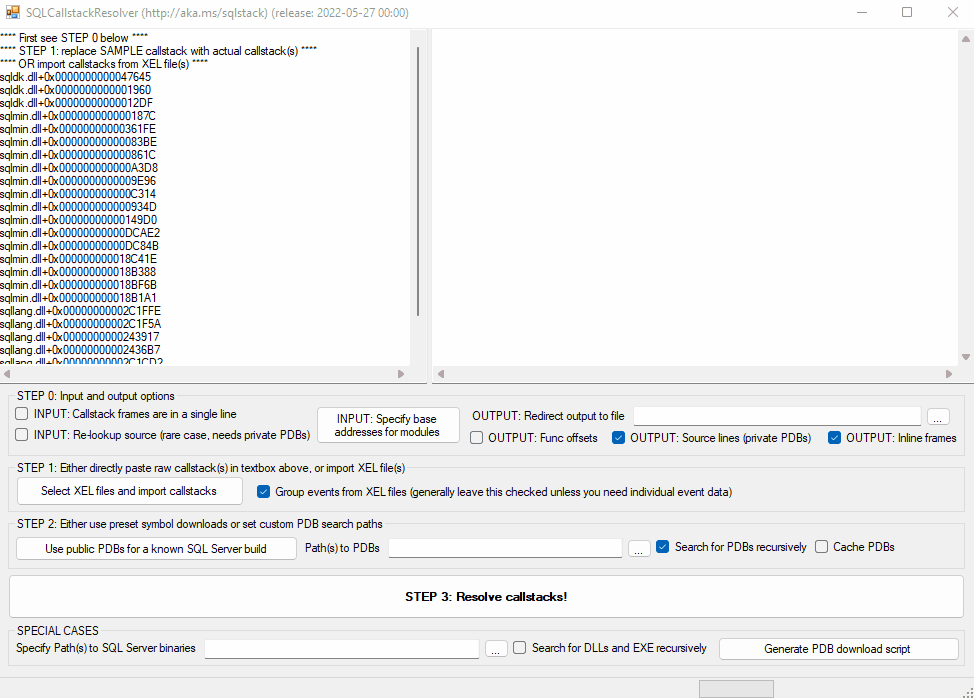 SQLCallstackResolver (http://aka.ms/sqlstack) (release: 2022-05-27 00:00)
**** First see STEP 0 below ****
**** STEP 1: replace SAMPLE callstack with actual callstack(s) ****
**** OR import callstacks from XEL file(s) ****
sqldk.dll+0x0000000000047645
sqldk.dll+0x0000000000001960
sqldk.dll+0x00000000000012DF
sqlmin.dll+0x000000000000187C
sqlmin.dll+0x00000000000361FE
sqlmin.dll+0x00000000000083BE
sqlmin.dll+0x000000000000861C
sqlmin.dll+0x000000000000A3D8
sqlmin.dll+0x0000000000009E96
sqlmin.dll+0x000000000000C314
sqlmin.dll+0x000000000000934D
sqlmin.dll+0x00000000000149D0
sqlmin.dll+0x00000000000DCAE2
sqlmin.dll+0x00000000000DC84B
sqlmin.dll+0x000000000018C41E
sqlmin.dll+0x000000000018B388
sqlmin.dll+0x000000000018BF6B
sqlmin.dll+0x000000000018B1A1
sqllang.dll+0x00000000002C1FFE
sqllang.dll+0x00000000002C1F5A
sqllang.dll+0x0000000000243917
sqllang.dll+0x00000000002436B7
sqllang.dll+0x00000000002C1CD2
STEP 0: Input and output options
INPUT: Callstack frames are in a single line
INPUT: Re-lookup source (rare case, needs private PDBs)
INPUT: Specify base
addresses for modules
OUTPUT: Redirect output to file
...
OUTPUT: Func offsets
OUTPUT: Source lines (private PDBs)
OUTPUT: Inline frames
STEP 1: Either directly paste raw callstack(s) in textbox above, or import XEL file(s)
Select XEL files and import callstacks
Group events from XEL files (generally leave this checked unless you need individual event data)
STEP 2: Either use preset symbol downloads or set custom PDB search paths
Use public PDBs for a known SQL Server build
Path(s) to PDBs
...
Search for PDBs recursively
Cache PDBs
STEP 3: Resolve callstacks!
SPECIAL CASES
Specify Path(s) to SQL Server binaries
...
Search for DLLs and EXE recursively
Generate PDB download script